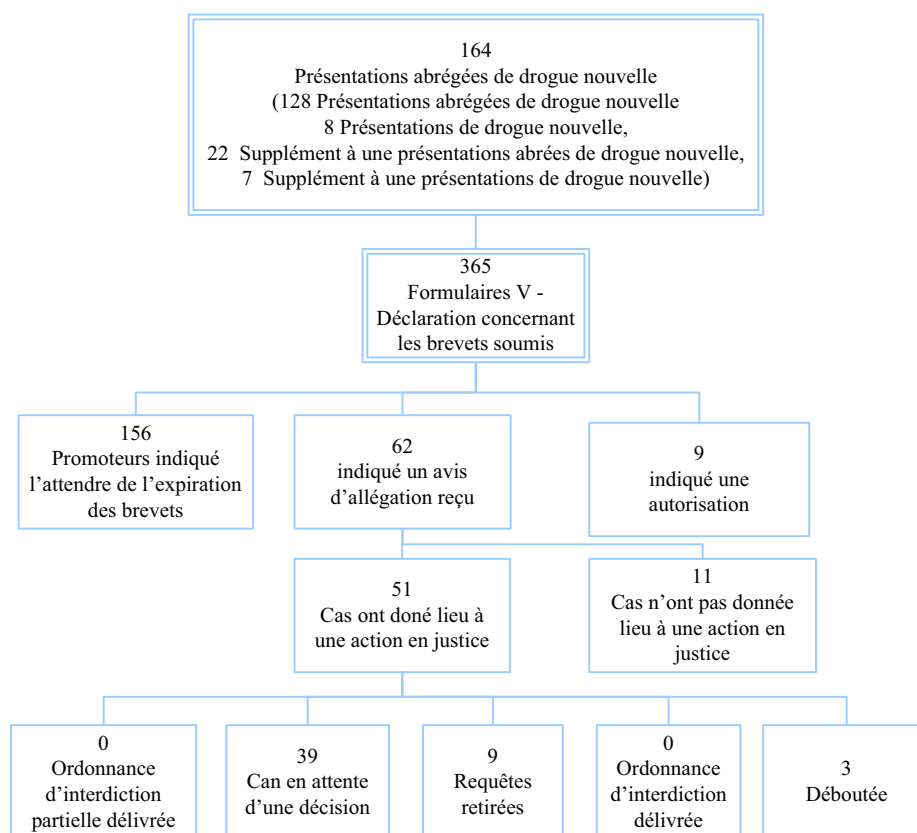 164
Présentations abrégées de drogue nouvelle
(128 Présentations abrégées de drogue nouvelle
8 Présentations de drogue nouvelle,
22 Supplément à une présentations abrées de drogue nouvelle,
7 Supplément à une présentations de drogue nouvelle)
365
Formulaires V -
Déclaration concernant
les brevets soumis
156
Promoteurs indiqué
l’attendre de l’expiration
des brevets
62
indiqué un avis
d’allégation reçu
9
indiqué une
autorisation
51
Cas ont doné lieu à
une action en justice
11
Cas n’ont pas donnée
lieu à une action en
justice
0
Ordonnance
d’interdiction
partielle délivrée
39
Can en attente
d’une décision
9
Requêtes
retirées
0
Ordonnance
d’interdiction
délivrée
3
Déboutée